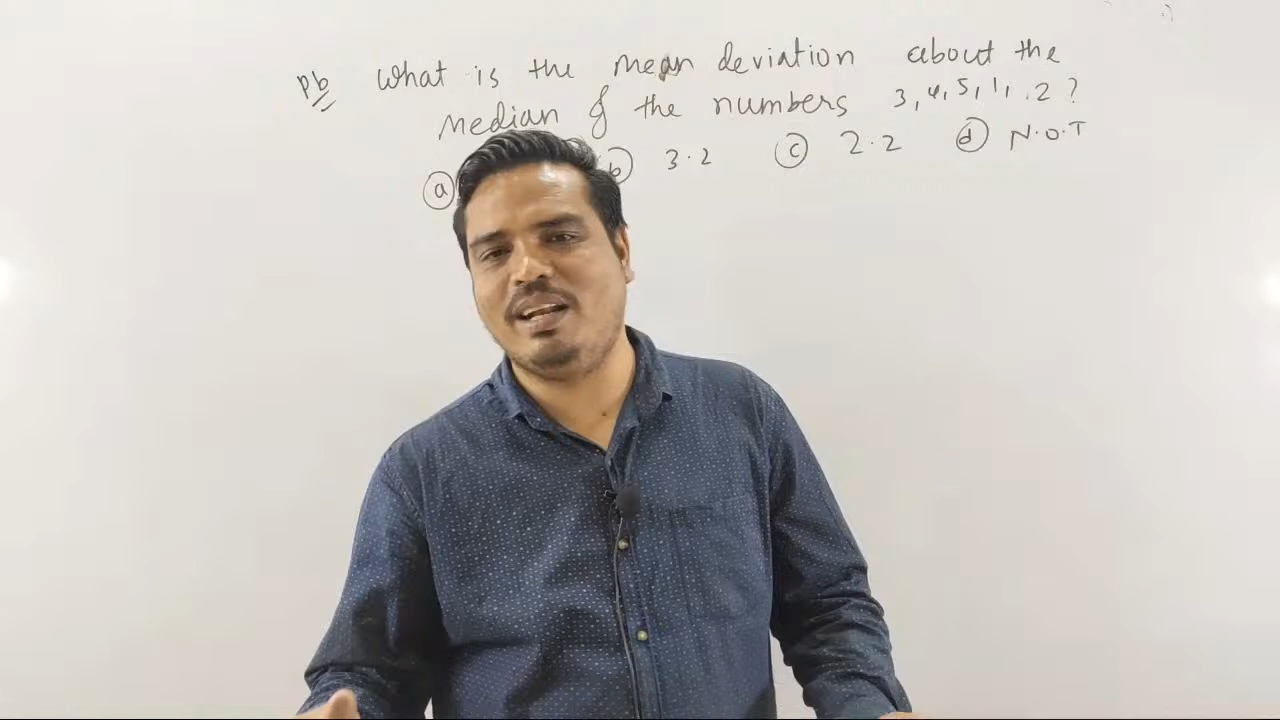 Pb What is the mean deviation about the
Median of the numbers 3, 4, 5, 1, , 2 ?
(a) (b) 3.2 (c) 2.2 (d) N.O.T